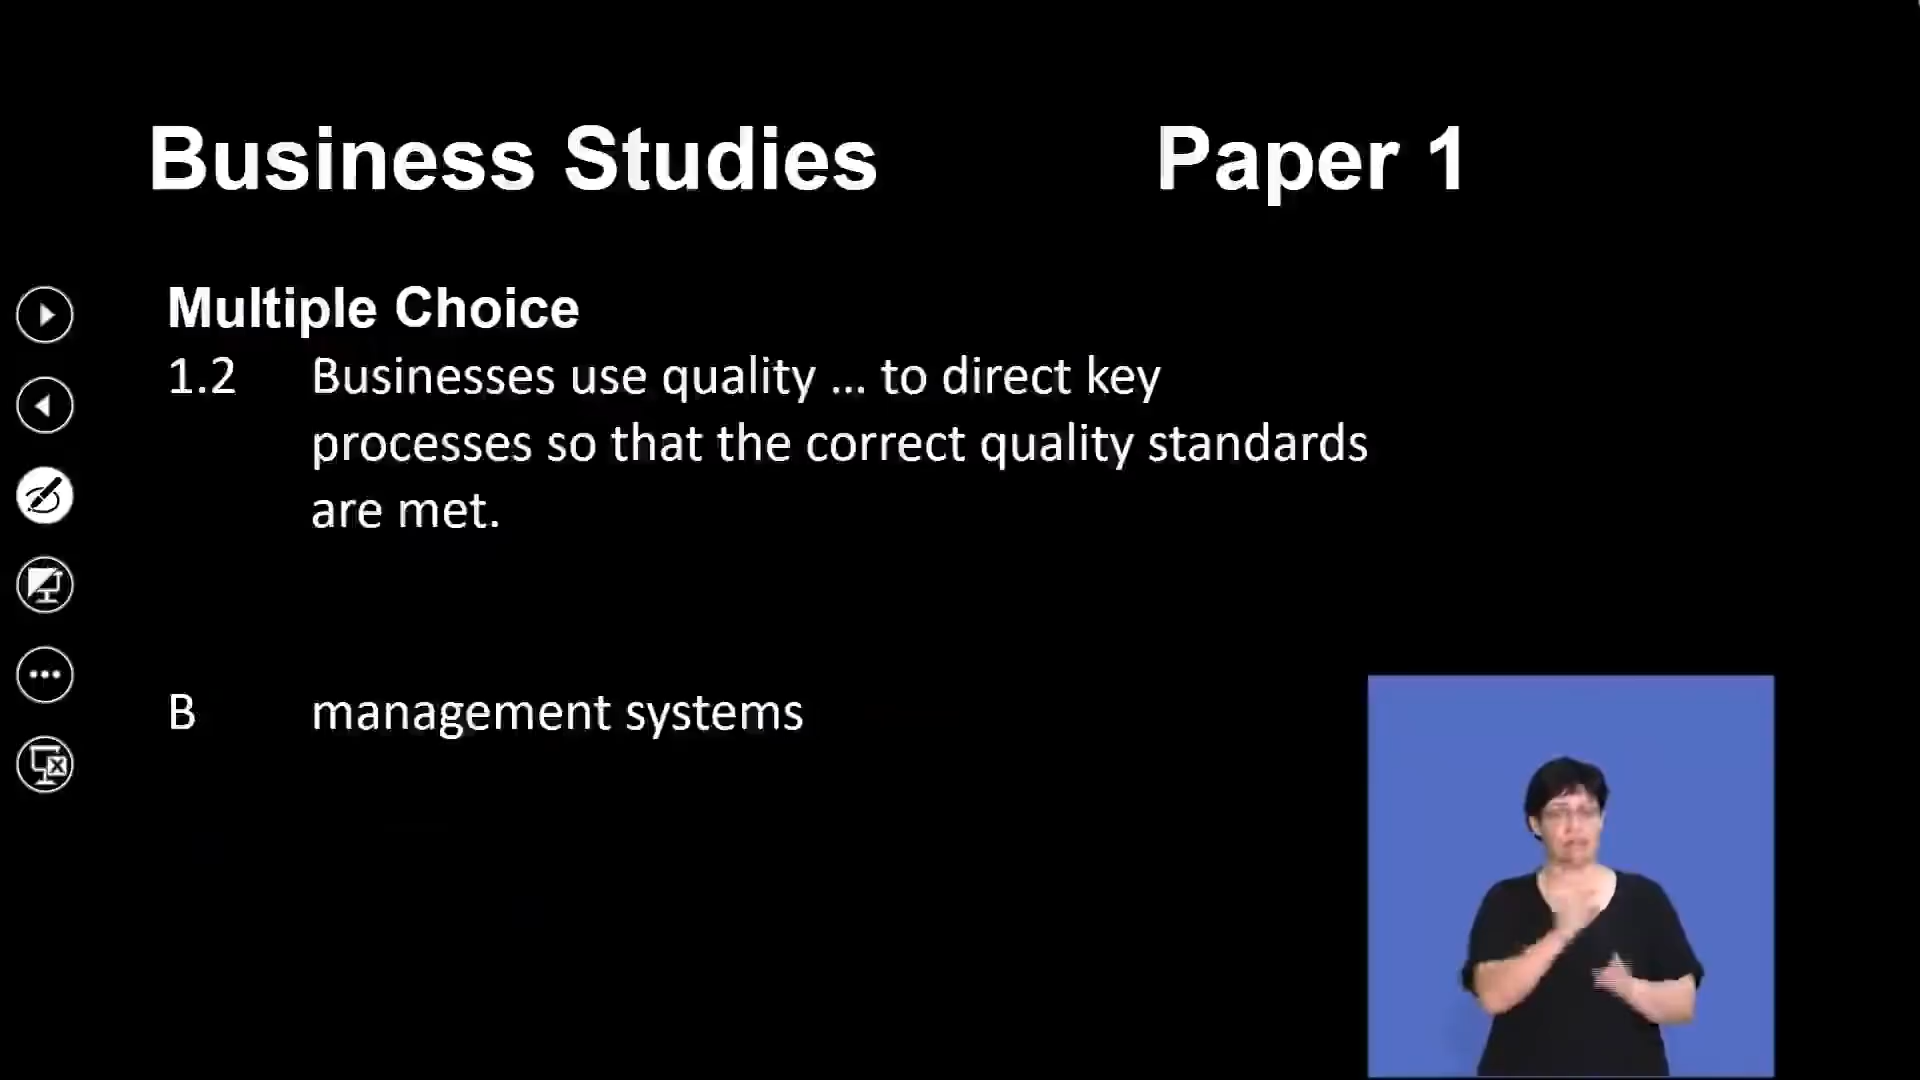 Business Studies Paper 1
Multiple Choice
1.2 Businesses use quality ... to direct key
processes so that the correct quality standards
are met.
B management systems